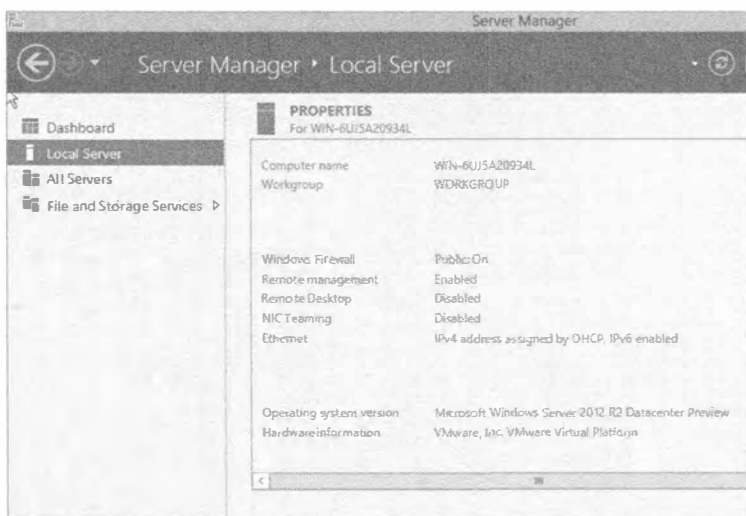 Server Manager
Server Manager • Local Server
Dashboard
Local Server
All Servers
File and Storage Services
PROPERTIES
For WIN-6UJ5A20934L
Computer name WIN-6UJ5A20934L
Workgroup WORKGROUP
Windows Firewall Public: On
Remote management Enabled
Remote Desktop Disabled
NIC Teaming Disabled
Ethernet IPv4 address assigned by DHCP, IPv6 enabled
Operating system version Microsoft Windows Server 2012 R2 Datacenter Preview
Hardware information VMware, Inc. VMware Virtual Platform